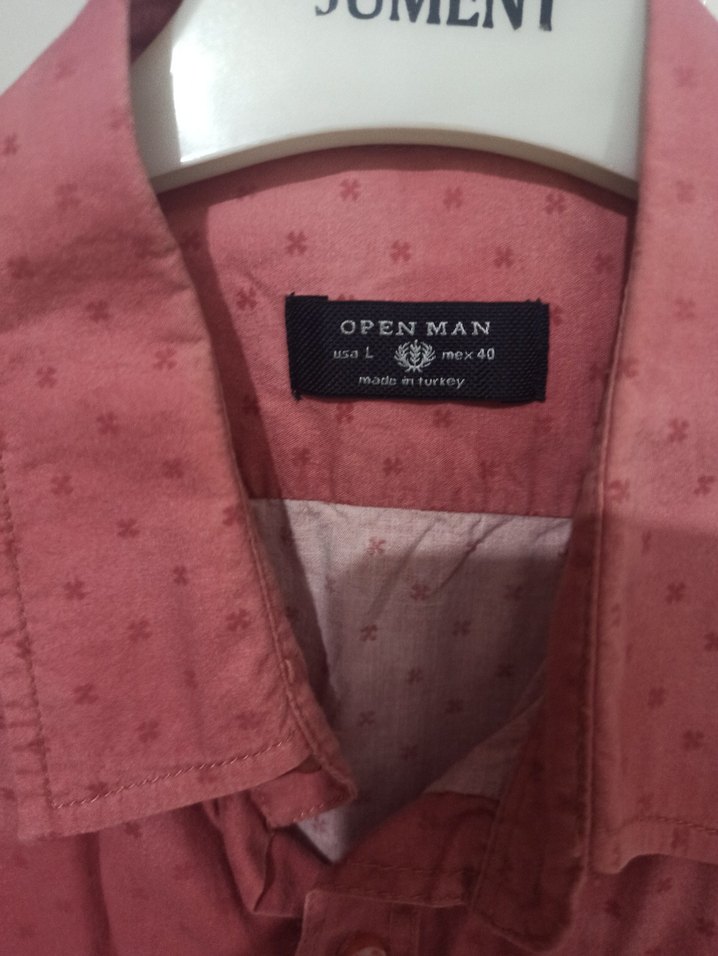 JUMENT
OPEN MAN
usa L mex 40
made in turkey